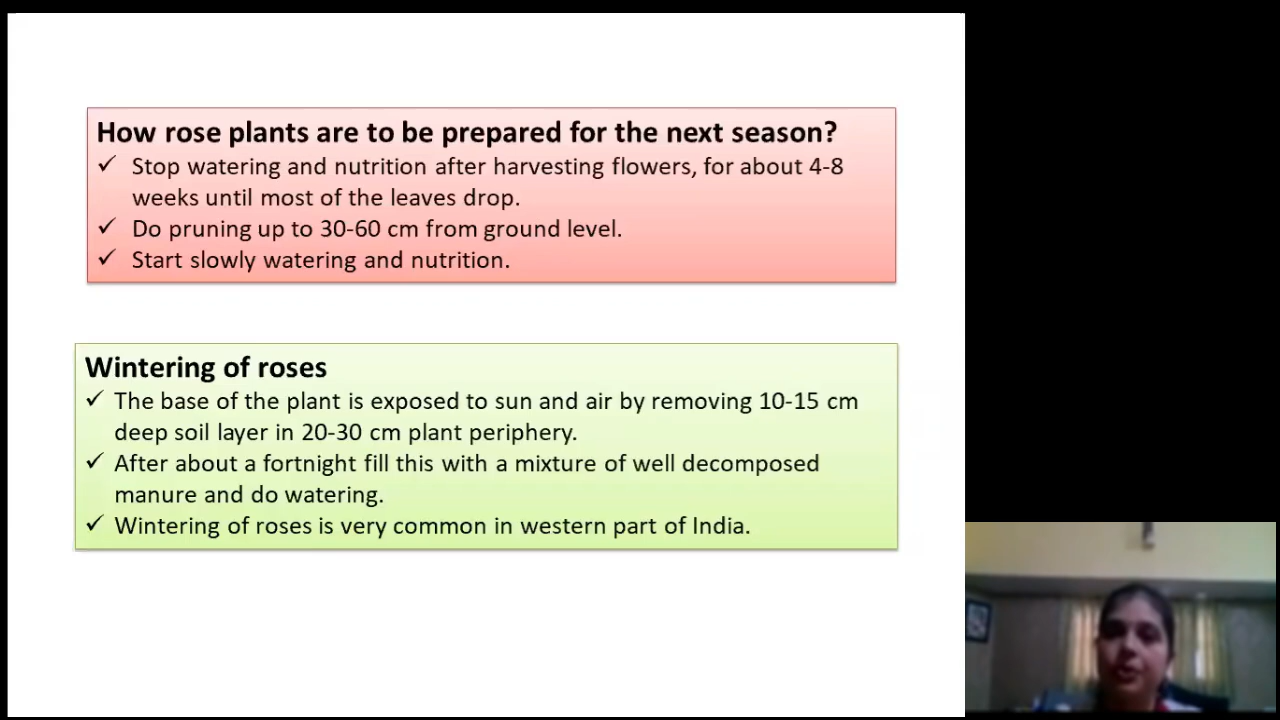 How rose plants are to be prepared for the next season?
✓ Stop watering and nutrition after harvesting flowers, for about 4-8
weeks until most of the leaves drop.
✓ Do pruning up to 30-60 cm from ground level.
✓ Start slowly watering and nutrition.
Wintering of roses
✓ The base of the plant is exposed to sun and air by removing 10-15 cm
deep soil layer in 20-30 cm plant periphery.
✓ After about a fortnight fill this with a mixture of well decomposed
manure and do watering.
✓ Wintering of roses is very common in western part of India.